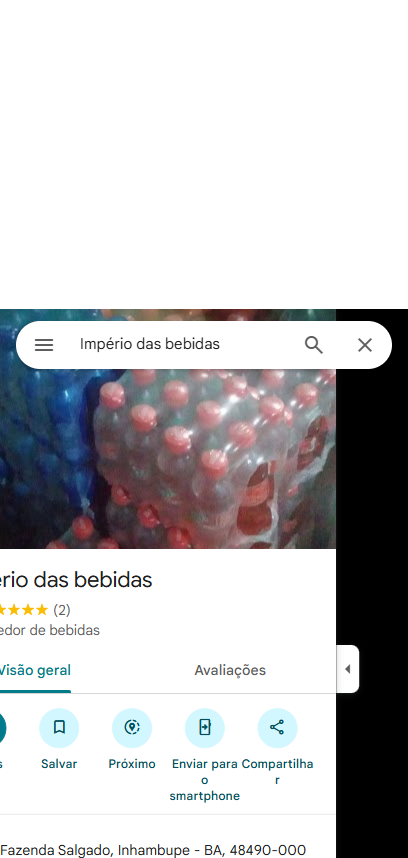 Império das bebidas
ério das bebidas
(2)
edor de bebidas
Visão geral
Avaliações
s
Salvar
Próximo
Enviar para o smartphone
Compartilhar
Fazenda Salgado, Inhambupe - BA, 48490-000